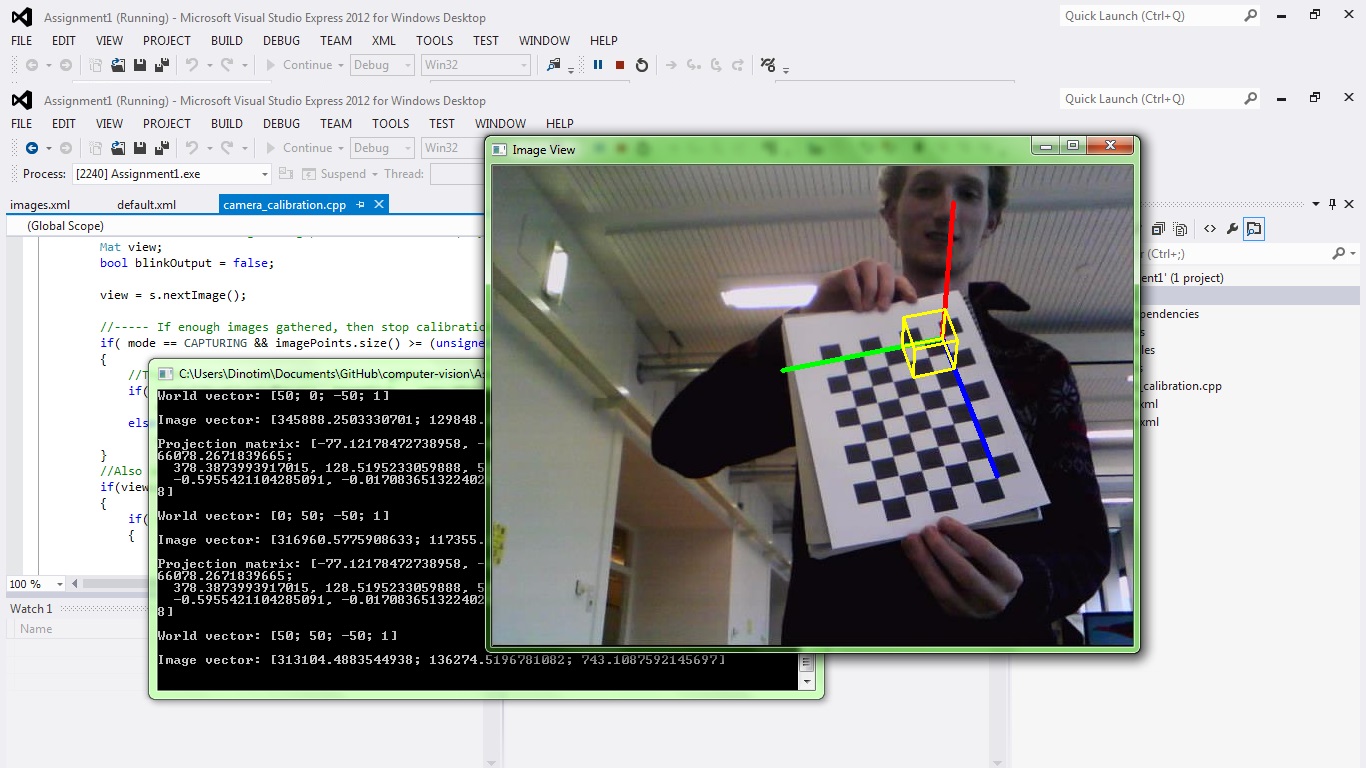 Assignment1 (Running) - Microsoft Visual Studio Express 2012 for Windows Desktop
Quick Launch (Ctrl+Q)
FILE EDIT VIEW PROJECT BUILD DEBUG TEAM XML TOOLS TEST WINDOW HELP
Continue Debug Win32
Assignment1 (Running) - Microsoft Visual Studio Express 2012 for Windows Desktop
Quick Launch (Ctrl+Q)
FILE EDIT VIEW PROJECT BUILD DEBUG TEAM TOOLS TEST WINDOW HELP
Continue Debug Win32
Image View
Process: [2240] Assignment1.exe Suspend Thread:
images.xml default.xml camera_calibration.cpp
(Global Scope)
Mat view;
bool blinkOutput = false;
view = s.nextImage();
//----- If enough images gathered, then stop calibratio
if( mode == CAPTURING && imagePoints.size() >= (unsigne
{
//T
if(
els
}
//Also
if(view
{
if(
{
100 %
Watch 1
Name
C:\Users\Dinotim\Documents\GitHub\computer-vision\As
World vector: [50; 0; -50; 1]
Image vector: [345888.2503330701; 129848.
Projection matrix: [-77.12178472738958, -
66078.2671839665;
378.3873993917015, 128.5195233059888, 5
-0.5955421104285091, -0.017083651322402
8]
World vector: [0; 50; -50; 1]
Image vector: [316960.5775908633; 117355.
Projection matrix: [-77.12178472738958, -
66078.2671839665;
378.3873993917015, 128.5195233059888, 5
-0.5955421104285091, -0.017083651322402
8]
World vector: [50; 50; -50; 1]
Image vector: [313104.4883544938; 136274.5196781082; 743.1087592145697]
(Ctrl+;)
ent1' (1 project)
pendencies
s
les
_calibration.cpp
ml
ml